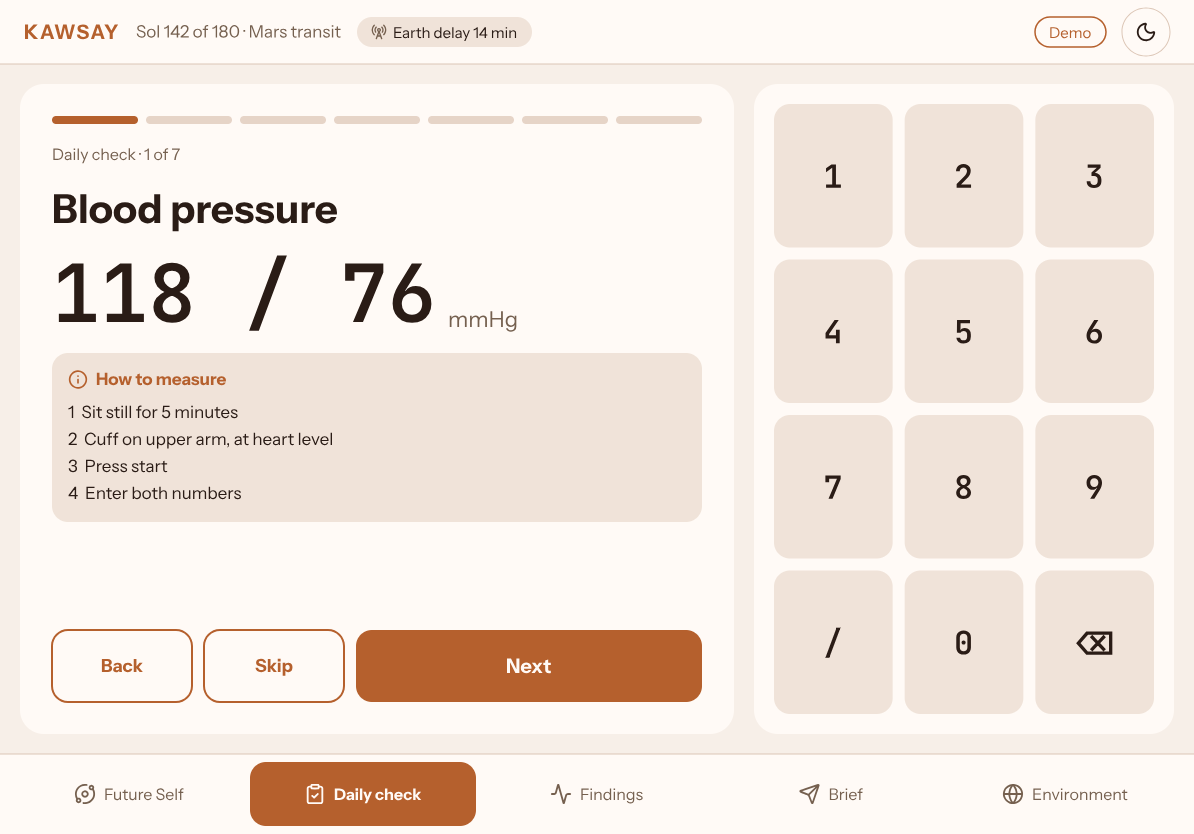 KAWSAY Sol 142 of 180 · Mars transit Earth delay 14 min Demo
Daily check · 1 of 7
Blood pressure
118 / 76 mmHg
How to measure
1 Sit still for 5 minutes
2 Cuff on upper arm, at heart level
3 Press start
4 Enter both numbers
Back Skip Next
1 2 3
4 5 6
7 8 9
/ 0
Future Self Daily check Findings Brief Environment